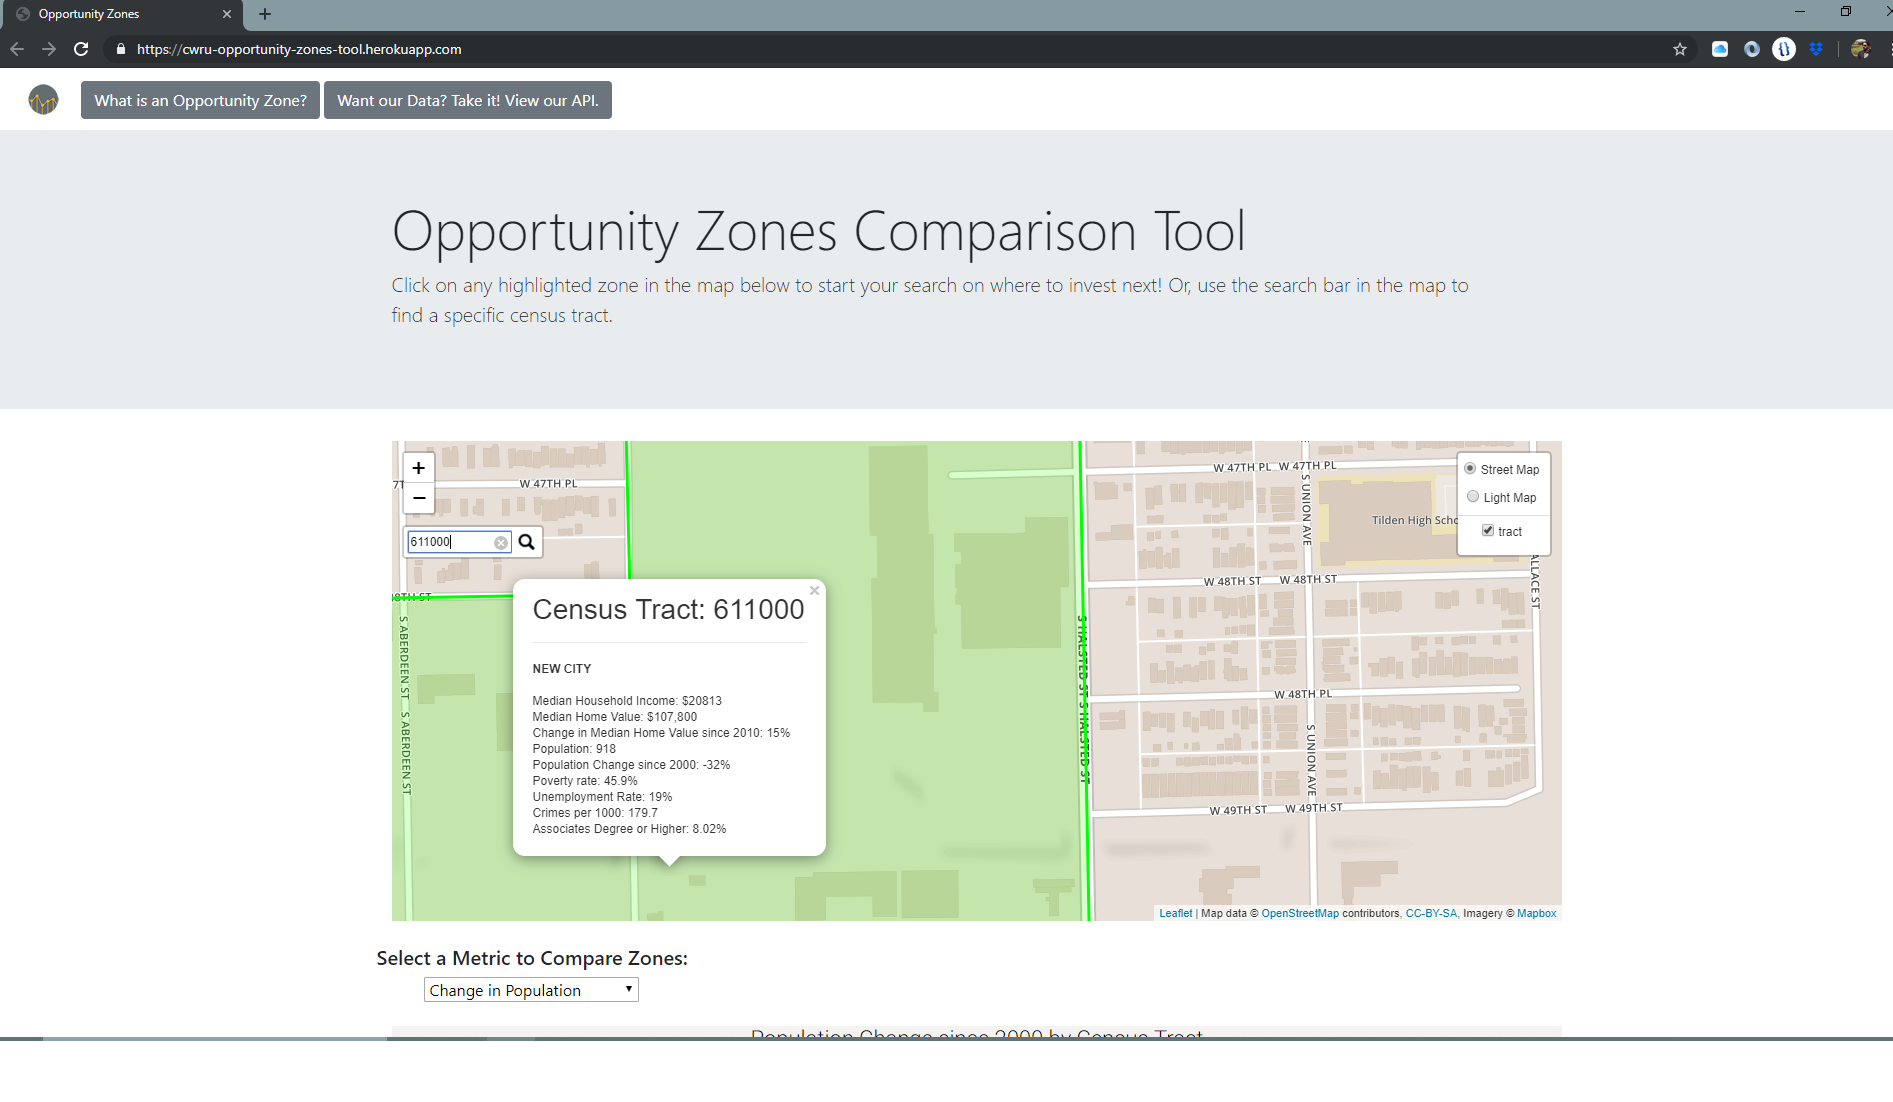 Opportunity Zones
https://cwru-opportunity-zones-tool.herokuapp.com
What is an Opportunity Zone?
Want our Data? Take it! View our API.
Opportunity Zones Comparison Tool
Click on any highlighted zone in the map below to start your search on where to invest next! Or, use the search bar in the map to
find a specific census tract.
+
−
611000
W 47TH PL
W 47TH PL
W 47TH PL
S UNION AVE
Tilden High Scho
Street Map
Light Map
tract
ALLACE ST
W 48TH ST
W 48TH ST
8TH ST
S ABERDEEN ST
S ABERDEEN ST
Census Tract: 611000
NEW CITY
Median Household Income: $20813
Median Home Value: $107,800
Change in Median Home Value since 2010: 15%
Population: 918
Population Change since 2000: -32%
Poverty rate: 45.9%
Unemployment Rate: 19%
Crimes per 1000: 179.7
Associates Degree or Higher: 8.02%
S HALSTED ST
S HALSTED ST
W 48TH PL
S UNION AVE
W 49TH ST
W 49TH ST
Leaflet | Map data © OpenStreetMap contributors, CC-BY-SA, Imagery © Mapbox
Select a Metric to Compare Zones:
Change in Population
Population Change since 2000 by Census Tract